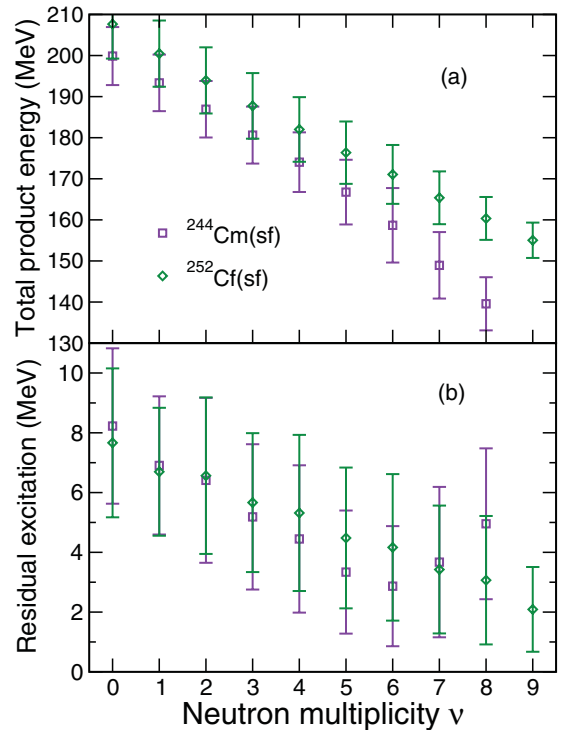 210
200
190
180
170
160
150
140
130
Total product energy (MeV)
(a)
²⁴⁴Cm(sf)
²⁵²Cf(sf)
10
8
6
4
2
0
Residual excitation (MeV)
(b)
0 1 2 3 4 5 6 7 8 9
Neutron multiplicity ν